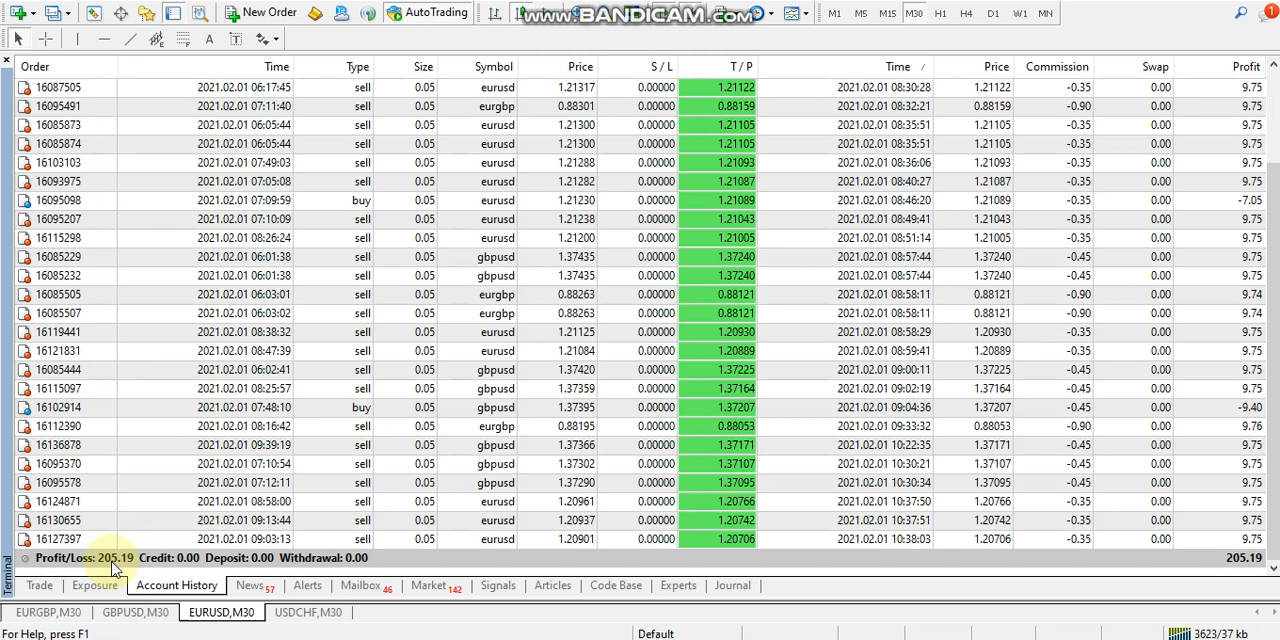 New Order AutoTrading www.BANDICAM.com M1 M5 M15 M30 H1 H4 D1 W1 MN 1
A T
Order Time Type Size Symbol Price S / L T / P Time / Price Commission Swap Profit
16087505 2021.02.01 06:17:45 sell 0.05 eurusd 1.21317 0.00000 1.21122 2021.02.01 08:30:28 1.21122 -0.35 0.00 9.75
16095491 2021.02.01 07:11:40 sell 0.05 eurgbp 0.88301 0.00000 0.88159 2021.02.01 08:32:21 0.88159 -0.90 0.00 9.75
16085873 2021.02.01 06:05:44 sell 0.05 eurusd 1.21300 0.00000 1.21105 2021.02.01 08:35:51 1.21105 -0.35 0.00 9.75
16085874 2021.02.01 06:05:44 sell 0.05 eurusd 1.21300 0.00000 1.21105 2021.02.01 08:35:51 1.21105 -0.35 0.00 9.75
16103103 2021.02.01 07:49:03 sell 0.05 eurusd 1.21288 0.00000 1.21093 2021.02.01 08:36:06 1.21093 -0.35 0.00 9.75
16093975 2021.02.01 07:05:08 sell 0.05 eurusd 1.21282 0.00000 1.21087 2021.02.01 08:40:27 1.21087 -0.35 0.00 9.75
16095098 2021.02.01 07:09:59 buy 0.05 eurusd 1.21230 0.00000 1.21089 2021.02.01 08:46:20 1.21089 -0.35 0.00 -7.05
16095207 2021.02.01 07:10:09 sell 0.05 eurusd 1.21238 0.00000 1.21043 2021.02.01 08:49:41 1.21043 -0.35 0.00 9.75
16115298 2021.02.01 08:26:24 sell 0.05 eurusd 1.21200 0.00000 1.21005 2021.02.01 08:51:14 1.21005 -0.35 0.00 9.75
16085229 2021.02.01 06:01:38 sell 0.05 gbpusd 1.37435 0.00000 1.37240 2021.02.01 08:57:44 1.37240 -0.45 0.00 9.75
16085232 2021.02.01 06:01:38 sell 0.05 gbpusd 1.37435 0.00000 1.37240 2021.02.01 08:57:44 1.37240 -0.45 0.00 9.75
16085505 2021.02.01 06:03:01 sell 0.05 eurgbp 0.88263 0.00000 0.88121 2021.02.01 08:58:11 0.88121 -0.90 0.00 9.74
16085507 2021.02.01 06:03:02 sell 0.05 eurgbp 0.88263 0.00000 0.88121 2021.02.01 08:58:11 0.88121 -0.90 0.00 9.74
16119441 2021.02.01 08:38:32 sell 0.05 eurusd 1.21125 0.00000 1.20930 2021.02.01 08:58:29 1.20930 -0.35 0.00 9.75
16121831 2021.02.01 08:47:39 sell 0.05 eurusd 1.21084 0.00000 1.20889 2021.02.01 08:59:41 1.20889 -0.35 0.00 9.75
16085444 2021.02.01 06:02:41 sell 0.05 gbpusd 1.37420 0.00000 1.37225 2021.02.01 09:00:11 1.37225 -0.45 0.00 9.75
16115097 2021.02.01 08:25:57 sell 0.05 gbpusd 1.37359 0.00000 1.37164 2021.02.01 09:02:19 1.37164 -0.45 0.00 9.75
16102914 2021.02.01 07:48:10 buy 0.05 gbpusd 1.37395 0.00000 1.37207 2021.02.01 09:04:36 1.37207 -0.45 0.00 -9.40
16112390 2021.02.01 08:16:42 sell 0.05 eurgbp 0.88195 0.00000 0.88053 2021.02.01 09:33:32 0.88053 -0.90 0.00 9.76
16136878 2021.02.01 09:39:19 sell 0.05 gbpusd 1.37366 0.00000 1.37171 2021.02.01 10:22:35 1.37171 -0.45 0.00 9.75
16095370 2021.02.01 07:10:54 sell 0.05 gbpusd 1.37302 0.00000 1.37107 2021.02.01 10:30:21 1.37107 -0.45 0.00 9.75
16095578 2021.02.01 07:12:11 sell 0.05 gbpusd 1.37290 0.00000 1.37095 2021.02.01 10:30:34 1.37095 -0.45 0.00 9.75
16124871 2021.02.01 08:58:00 sell 0.05 eurusd 1.20961 0.00000 1.20766 2021.02.01 10:37:50 1.20766 -0.35 0.00 9.75
16130655 2021.02.01 09:13:44 sell 0.05 eurusd 1.20937 0.00000 1.20742 2021.02.01 10:37:51 1.20742 -0.35 0.00 9.75
16127397 2021.02.01 09:03:13 sell 0.05 eurusd 1.20901 0.00000 1.20706 2021.02.01 10:38:03 1.20706 -0.35 0.00 9.75
Profit/Loss: 205.19 Credit: 0.00 Deposit: 0.00 Withdrawal: 0.00 205.19
Terminal
Trade Exposure Account History News 57 Alerts Mailbox 46 Market 142 Signals Articles Code Base Experts Journal
EURGBP,M30 GBPUSD,M30 EURUSD,M30 USDCHF,M30
For Help, press F1 Default 3623/37 kb